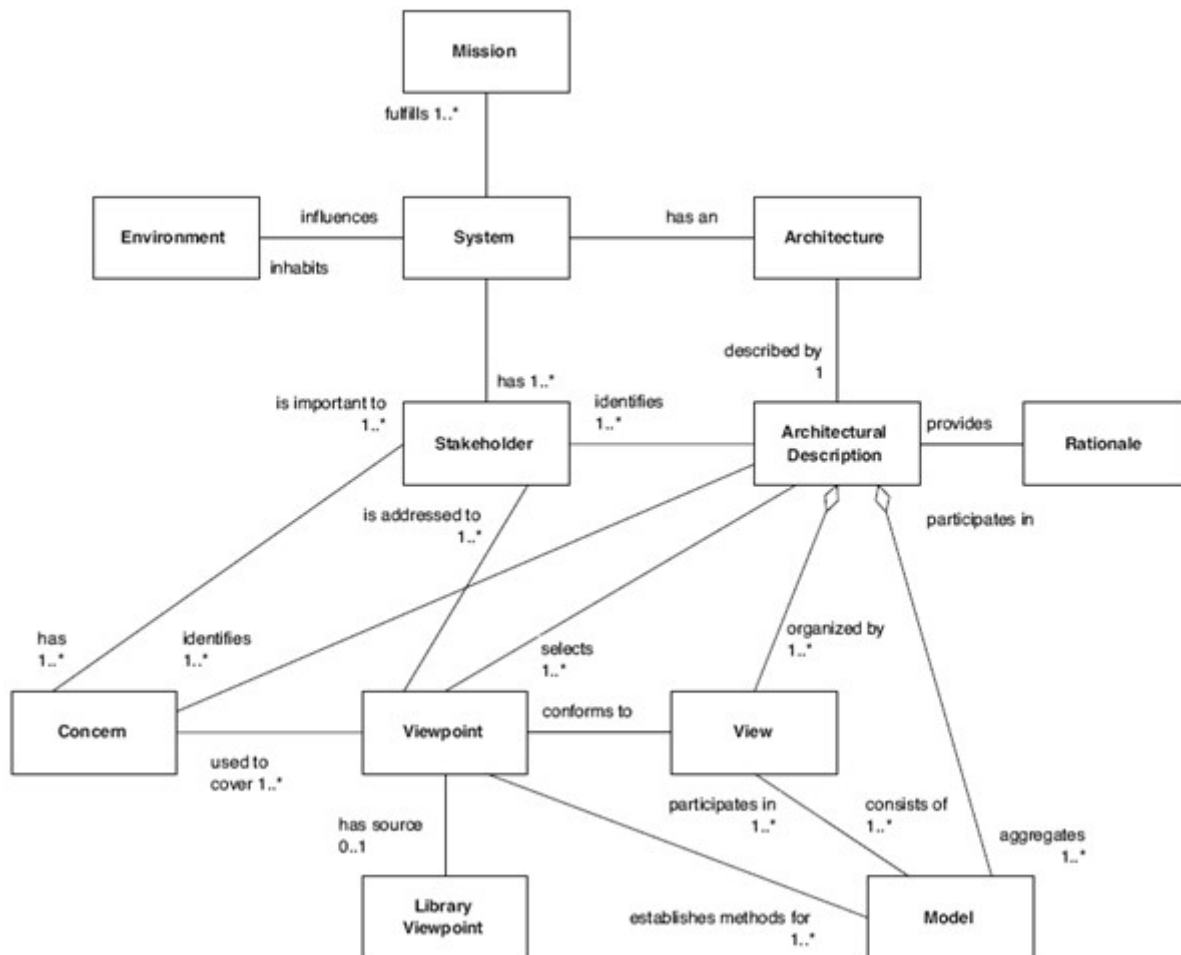 Mission
fulfills 1..*
influences
has an
Environment
System
Architecture
inhabits
described by
1
has 1..*
is important to
1..*
identifies
1..*
Stakeholder
Architectural
Description
provides
Rationale
is addressed to
1..*
participates in
has
1..*
identifies
1..*
selects
1..*
organized by
1..*
Concern
Viewpoint
conforms to
View
used to
cover 1..*
has source
0..1
participates in
1..*
consists of
1..*
aggregates
1..*
Library
Viewpoint
establishes methods for
1..*
Model